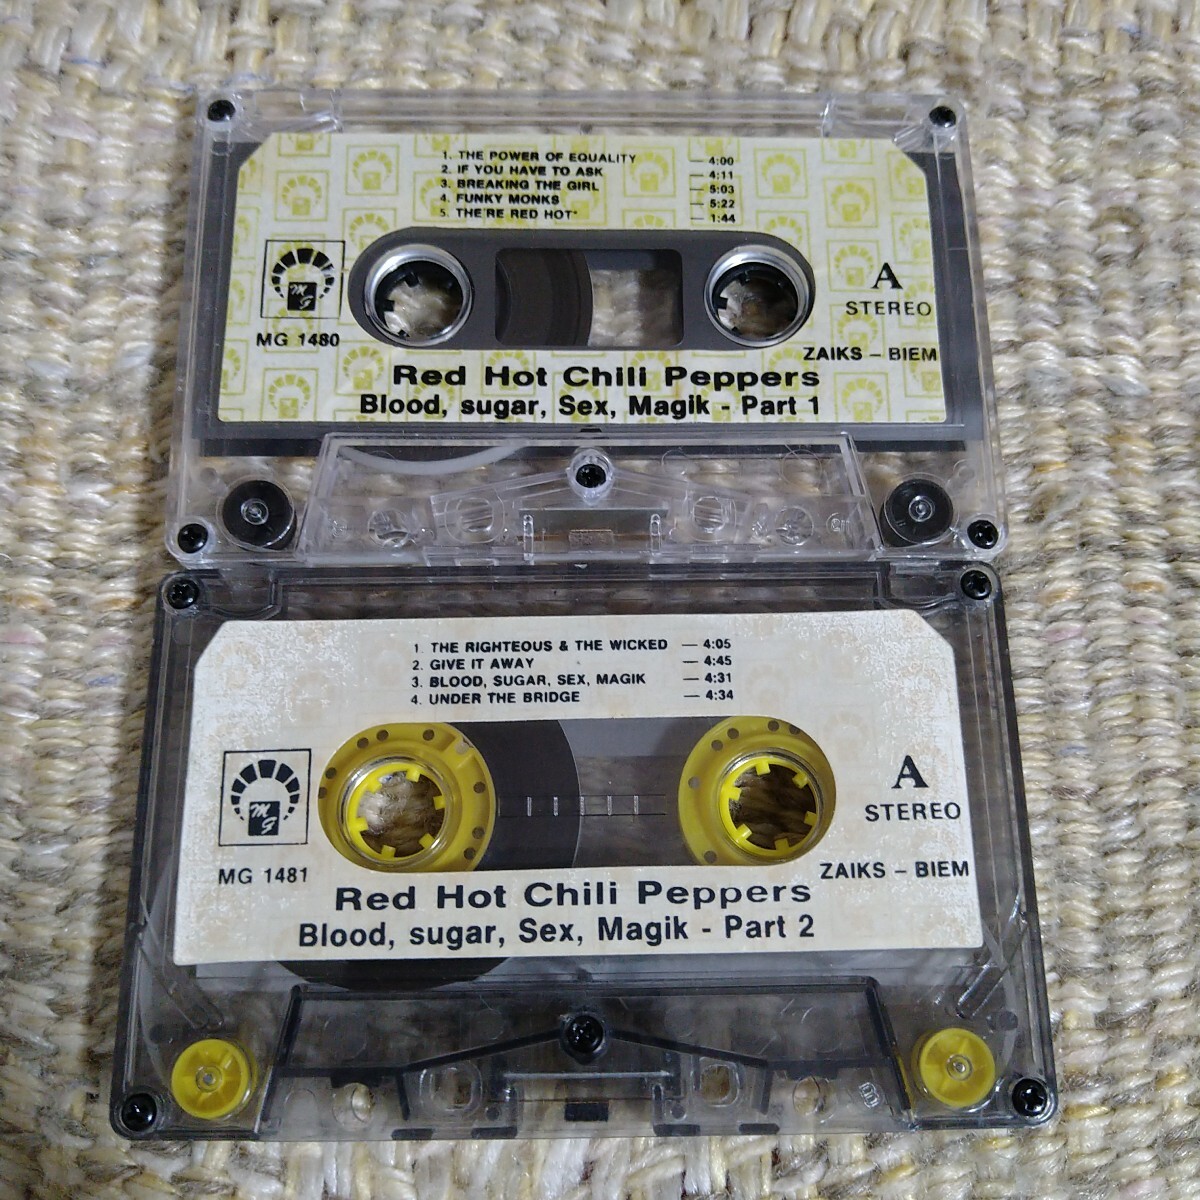 1. THE POWER OF EQUALITY — 4:00
2. IF YOU HAVE TO ASK — 4:11
3. BREAKING THE GIRL — 5:03
4. FUNKY MONKS — 5:22
5. THE'RE RED HOT" — 1:44
MG
A
STEREO
MG 1480
ZAIKS – BIEM
Red Hot Chili Peppers
Blood, sugar, Sex, Magik - Part 1
1. THE RIGHTEOUS & THE WICKED — 4:05
2. GIVE IT AWAY — 4:45
3. BLOOD, SUGAR, SEX, MAGIK — 4:31
4. UNDER THE BRIDGE — 4:34
MG
A
STEREO
MG 1481
ZAIKS – BIEM
Red Hot Chili Peppers
Blood, sugar, Sex, Magik - Part 2